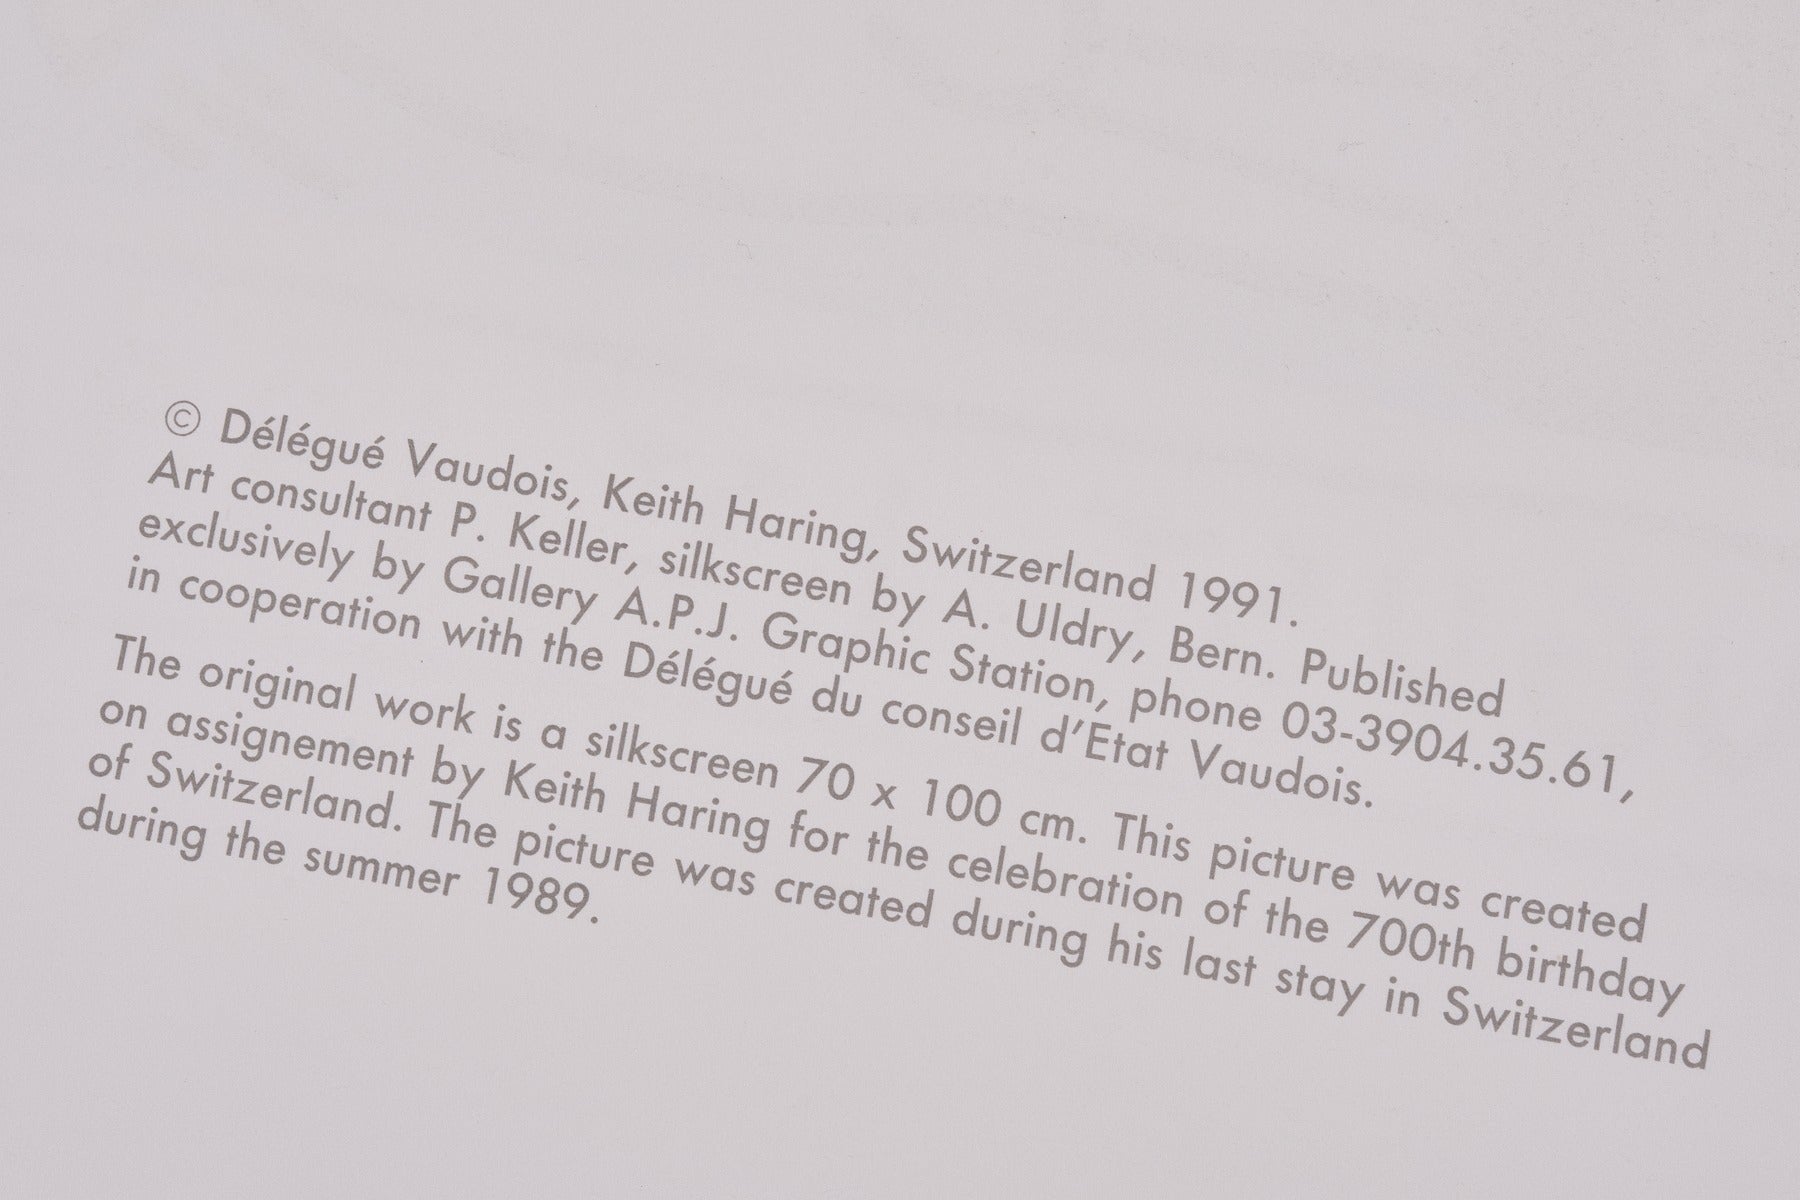 © Délégué Vaudois, Keith Haring, Switzerland 1991.
Art consultant P. Keller, silkscreen by A. Uldry, Bern. Published
exclusively by Gallery A.P.J. Graphic Station, phone 03-3904.35.61,
in cooperation with the Délégué du conseil d'Etat Vaudois.
The original work is a silkscreen 70 x 100 cm. This picture was created
on assignement by Keith Haring for the celebration of the 700th birthday
of Switzerland. The picture was created during his last stay in Switzerland
during the summer 1989.